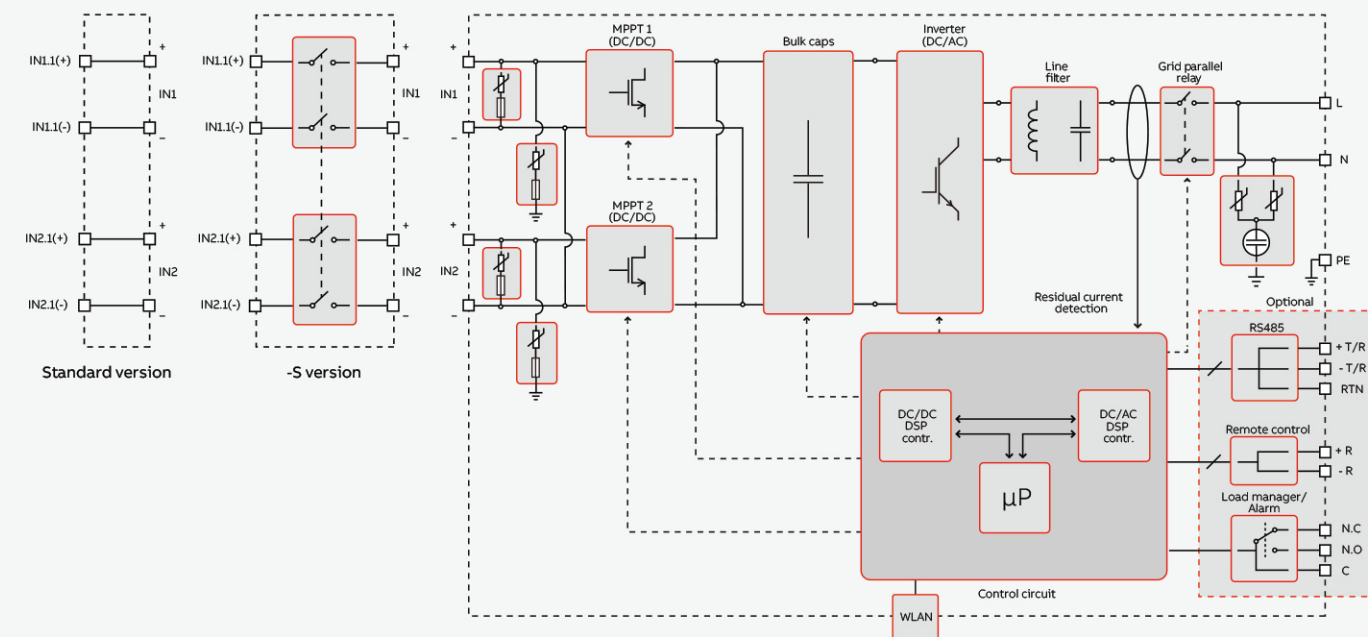 IN1.1(+)
+
IN1
IN1.1(-)
–
IN2.1(+)
+
IN2
IN2.1(-)
–
Standard version
IN1.1(+)
+
IN1
IN1.1(-)
–
IN2.1(+)
+
IN2
IN2.1(-)
–
-S version
+
IN1
–
+
IN2
–
MPPT 1
(DC/DC)
MPPT 2
(DC/DC)
Bulk caps
Inverter
(DC/AC)
Line
filter
Grid parallel
relay
L
N
PE
Residual current
detection
DC/DC
DSP
contr.
DC/AC
DSP
contr.
µP
Control circuit
WLAN
Optional
RS485
+ T/R
- T/R
RTN
Remote control
+ R
- R
Load manager/
Alarm
N.C
N.O
C